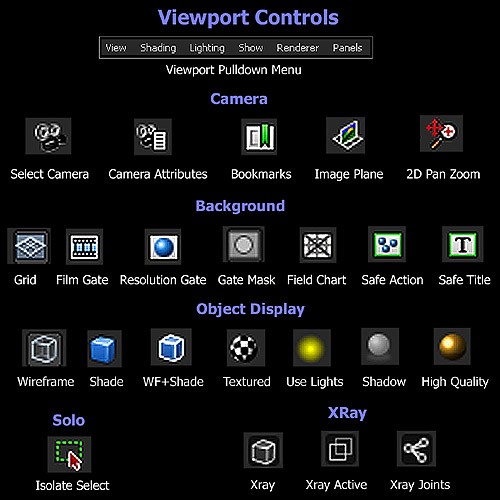 Viewport Controls
View Shading Lighting Show Renderer Panels
Viewport Pulldown Menu
Camera
Select Camera Camera Attributes Bookmarks Image Plane 2D Pan Zoom
Background
T
Grid Film Gate Resolution Gate Gate Mask Field Chart Safe Action Safe Title
Object Display
Wireframe Shade WF+Shade Textured Use Lights Shadow High Quality
Solo XRay
Isolate Select Xray Xray Active Xray Joints